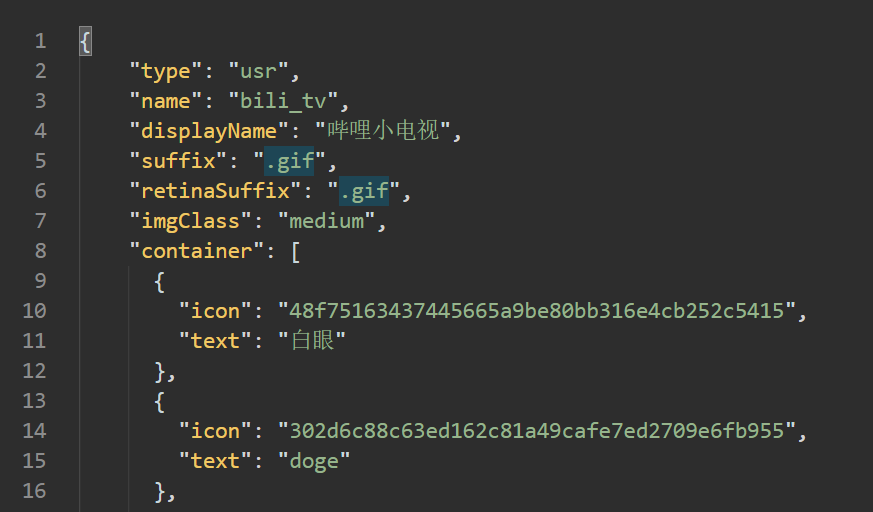 1 {
2 "type": "usr",
3 "name": "bili_tv",
4 "displayName": "哔哩小电视",
5 "suffix": ".gif",
6 "retinaSuffix": ".gif",
7 "imgClass": "medium",
8 "container": [
9 {
10 "icon": "48f75163437445665a9be80bb316e4cb252c5415",
11 "text": "白眼"
12 },
13 {
14 "icon": "302d6c88c63ed162c81a49cafe7ed2709e6fb955",
15 "text": "doge"
16 },